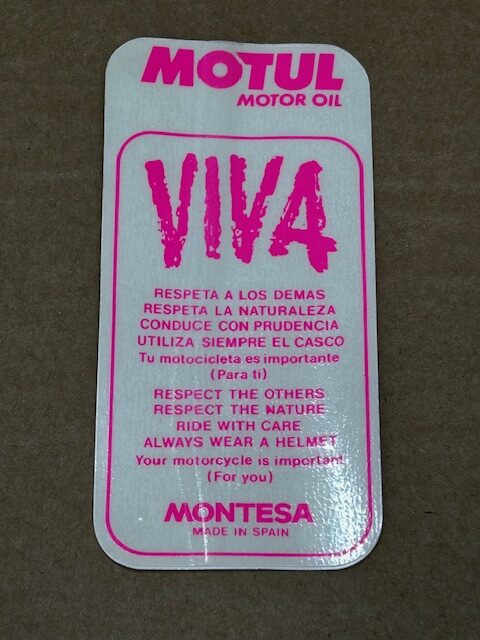 MOTUL
MOTOR OIL
VIVA
RESPETA A LOS DEMAS
RESPETA LA NATURALEZA
CONDUCE CON PRUDENCIA
UTILIZA SIEMPRE EL CASCO
Tu motocicleta es importante
(Para ti)
RESPECT THE OTHERS
RESPECT THE NATURE
RIDE WITH CARE
ALWAYS WEAR A HELMET
Your motorcycle is important
(For you)
MONTESA
MADE IN SPAIN